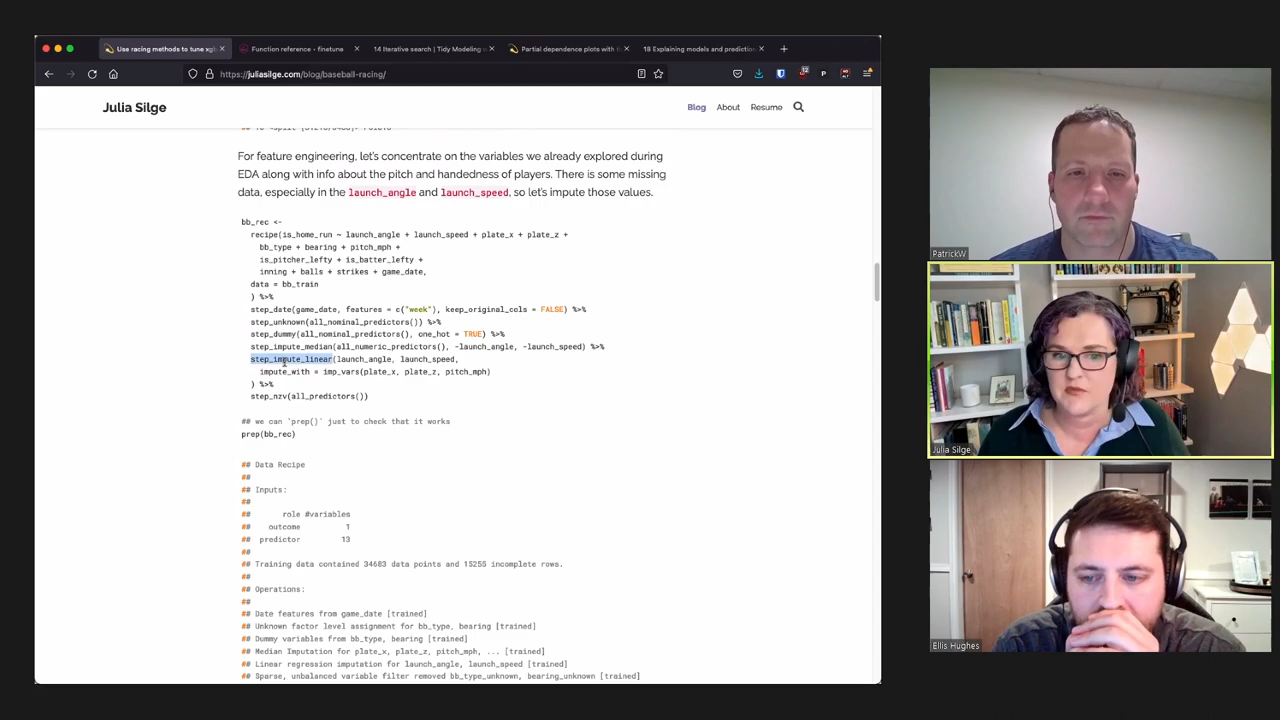 Use racing methods to tune xgb
Function reference - finetune
14 Iterative search | Tidy Modeling w
Partial dependence plots with t
18 Explaining models and prediction
https://juliasilge.com/blog/baseball-racing/
12
P
Julia Silge
Blog
About
Resume
For feature engineering, let's concentrate on the variables we already explored during
EDA along with info about the pitch and handedness of players. There is some missing
data, especially in the launch_angle and launch_speed, so let's impute those values.
bb_rec <-
recipe(is_home_run ~ launch_angle + launch_speed + plate_x + plate_z +
bb_type + bearing + pitch_mph +
is_pitcher_lefty + is_batter_lefty +
inning + balls + strikes + game_date,
data = bb_train
) %>%
step_date(game_date, features = c("week"), keep_original_cols = FALSE) %>%
step_unknown(all_nominal_predictors()) %>%
step_dummy(all_nominal_predictors(), one_hot = TRUE) %>%
step_impute_median(all_numeric_predictors(), -launch_angle, -launch_speed) %>%
step_impute_linear(launch_angle, launch_speed,
impute_with = imp_vars(plate_x, plate_z, pitch_mph)
) %>%
step_nzv(all_predictors())
## we can `prep()` just to check that it works
prep(bb_rec)
## Data Recipe
##
## Inputs:
##
## role #variables
## outcome 1
## predictor 13
##
## Training data contained 34683 data points and 15255 incomplete rows.
##
## Operations:
##
## Date features from game_date [trained]
## Unknown factor level assignment for bb_type, bearing [trained]
## Dummy variables from bb_type, bearing [trained]
## Median Imputation for plate_x, plate_z, pitch_mph, ... [trained]
## Linear regression imputation for launch_angle, launch_speed [trained]
## Sparse, unbalanced variable filter removed bb_type_unknown, bearing_unknown [trained]
PatrickW
Julia Silge
Ellis Hughes